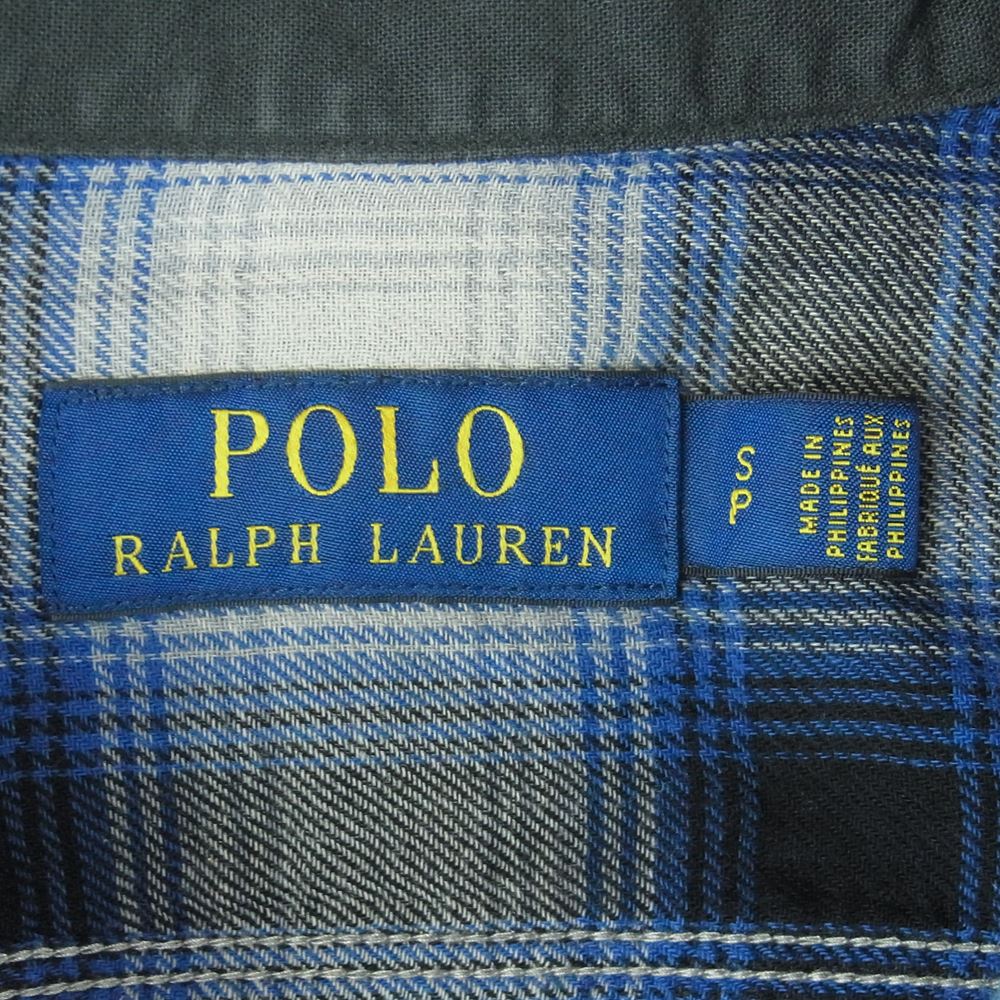 POLO
RALPH LAUREN
S
P
MADE IN
PHILIPPINES
FABRIQUÉ AUX
PHILIPPINES